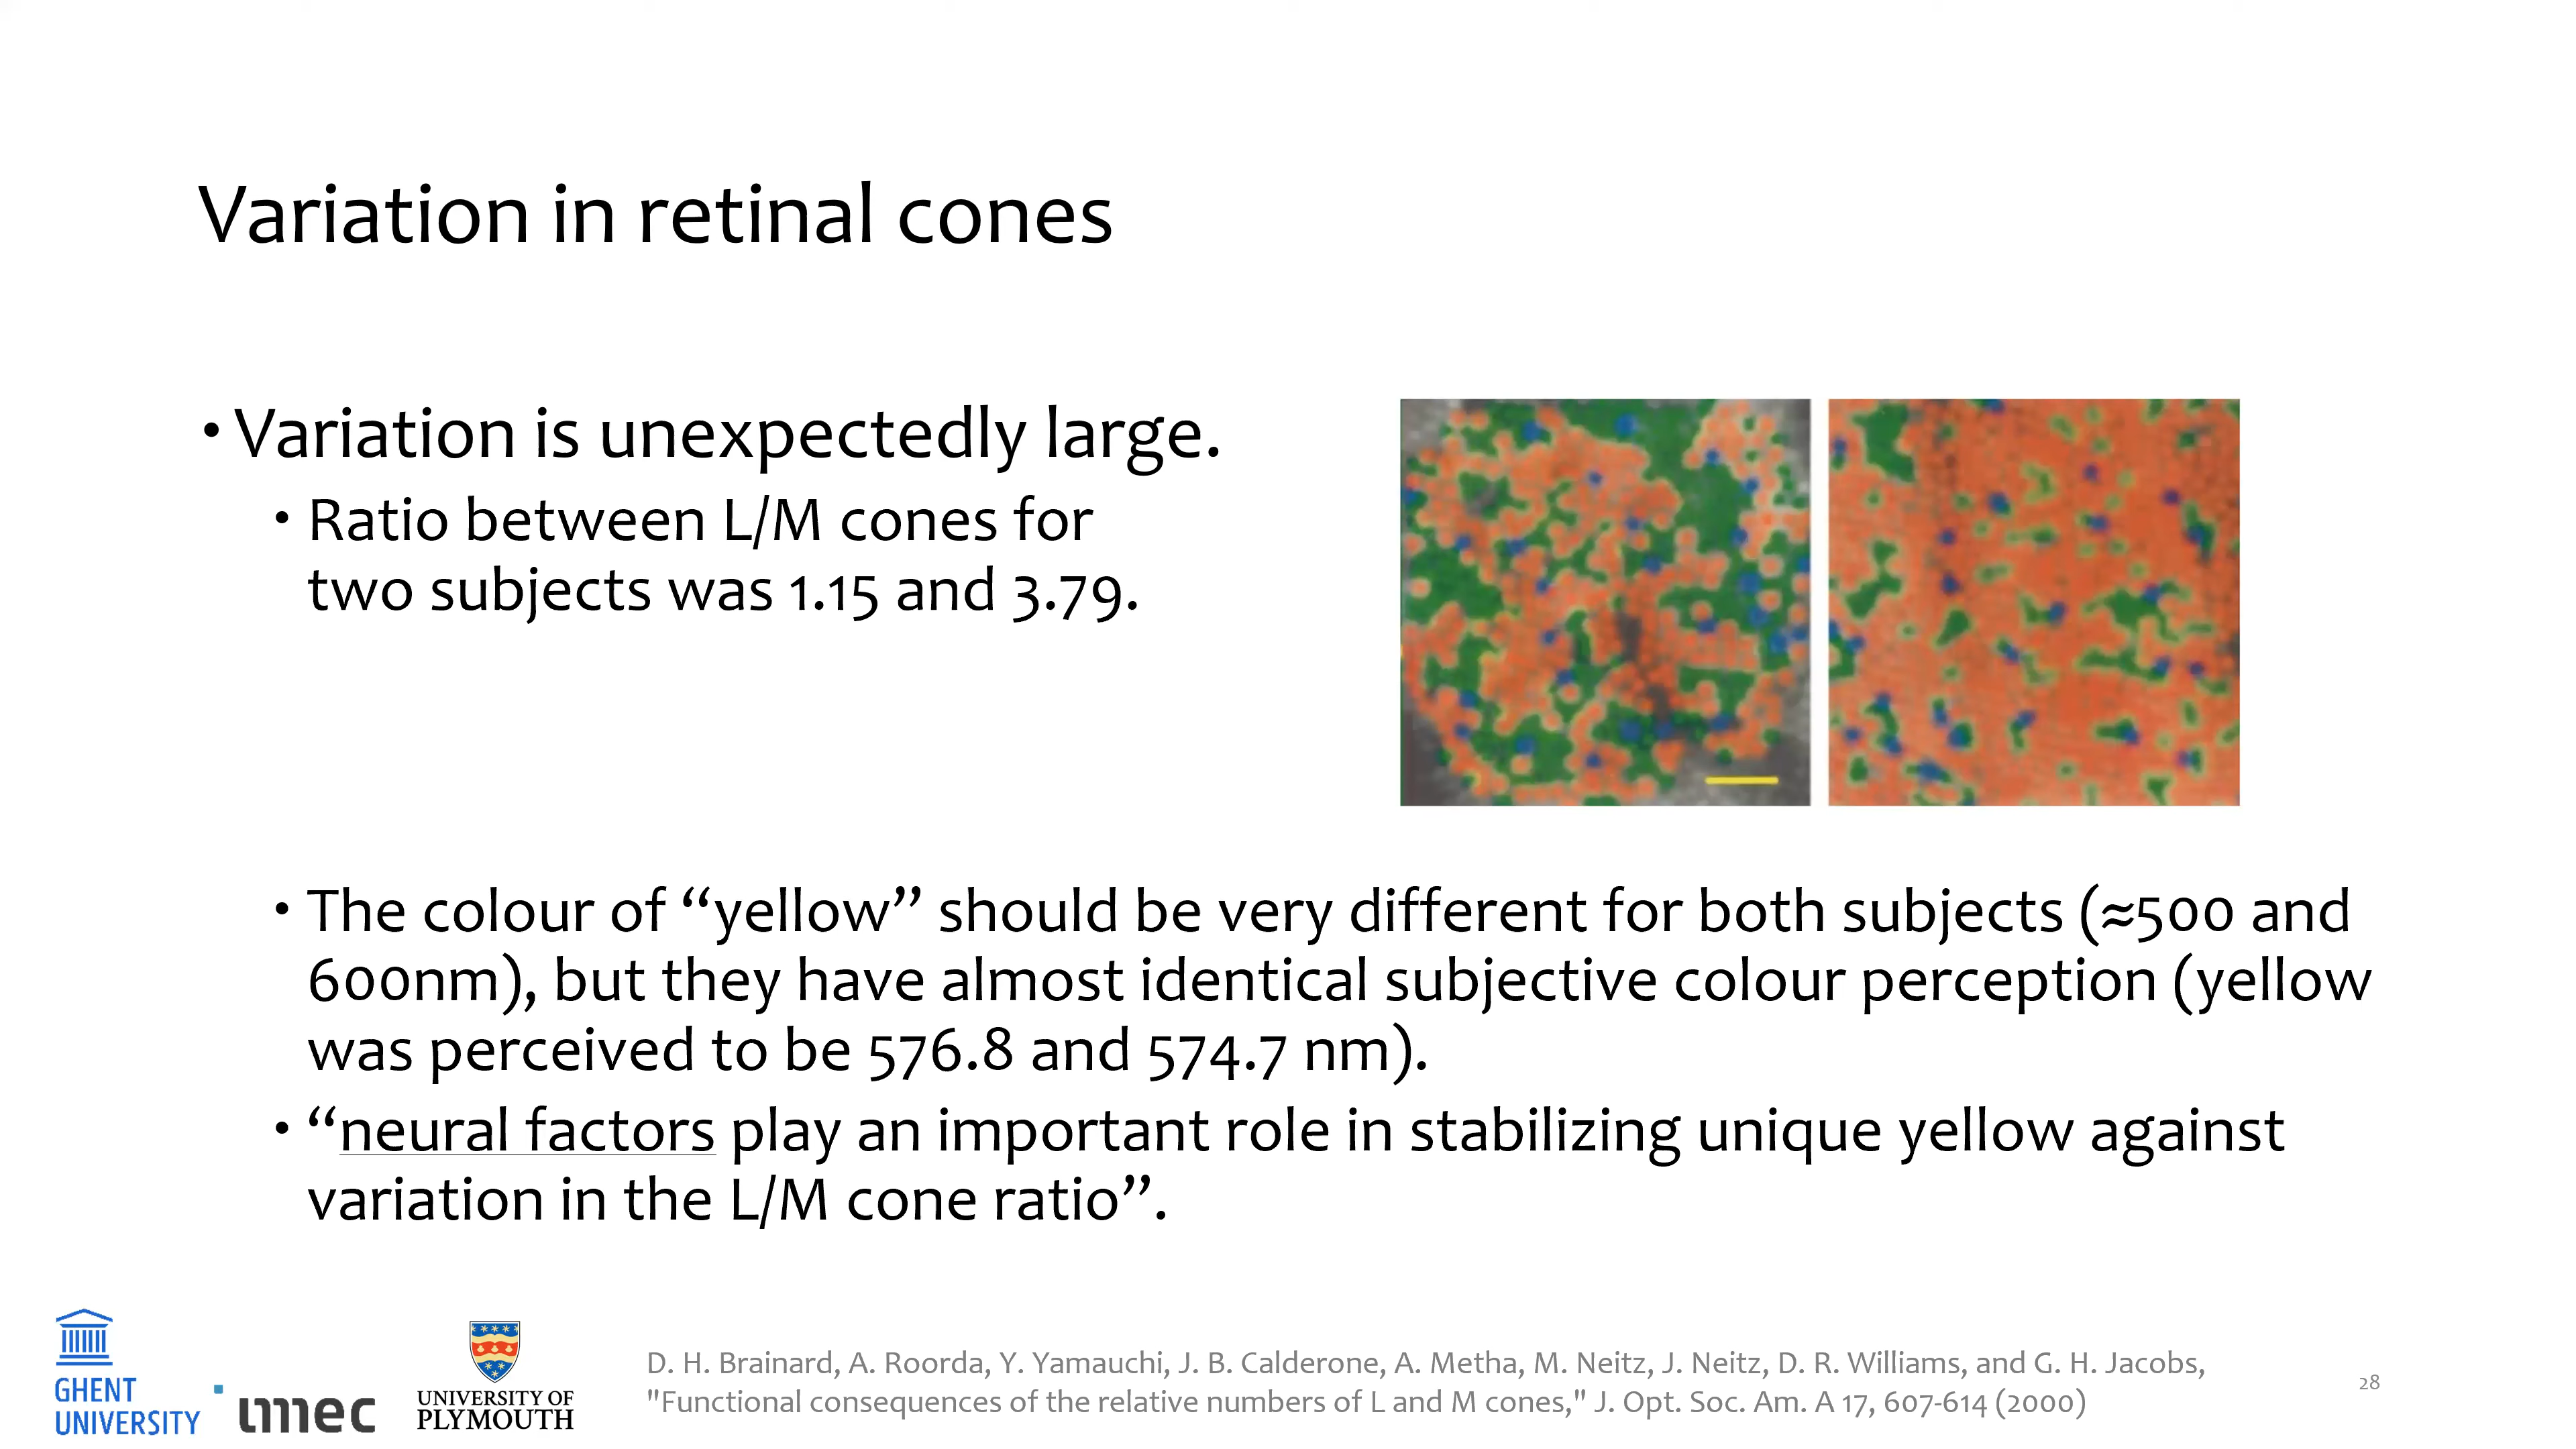 Variation in retinal cones
• Variation is unexpectedly large.
• Ratio between L/M cones for
two subjects was 1.15 and 3.79.
• The colour of “yellow” should be very different for both subjects (≈500 and
600nm), but they have almost identical subjective colour perception (yellow
was perceived to be 576.8 and 574.7 nm).
• “neural factors play an important role in stabilizing unique yellow against
variation in the L/M cone ratio”.
GHENT
UNIVERSITY
imec
UNIVERSITY OF
PLYMOUTH
D. H. Brainard, A. Roorda, Y. Yamauchi, J. B. Calderone, A. Metha, M. Neitz, J. Neitz, D. R. Williams, and G. H. Jacobs,
"Functional consequences of the relative numbers of L and M cones," J. Opt. Soc. Am. A 17, 607-614 (2000)
28